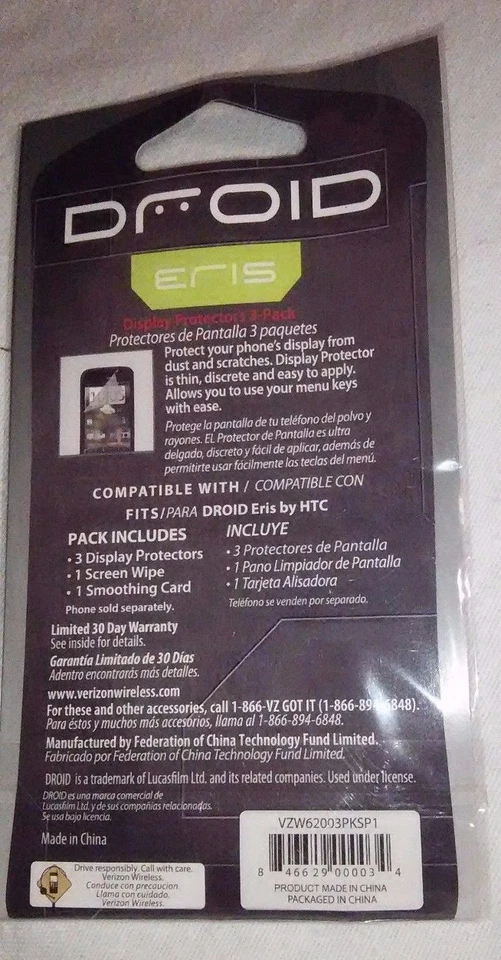 DROID
ERIS
Display Protectors 3-Pack
Protectores de Pantalla 3 paquetes
Protect your phone's display from
dust and scratches. Display Protector
is thin, discrete and easy to apply.
Allows you to use your menu keys
with ease.
Protege la pantalla de tu teléfono del polvo y
rayones. EL Protector de Pantalla es ultra
delgado, discreto y fácil de aplicar, además de
permitirte usar fácilmente las teclas del menú.
COMPATIBLE WITH / COMPATIBLE CON
FITS/PARA DROID Eris by HTC
PACK INCLUDES
• 3 Display Protectors
• 1 Screen Wipe
• 1 Smoothing Card
Phone sold separately.
INCLUYE
• 3 Protectores de Pantalla
• 1 Pano Limpiador de Pantalla
• 1 Tarjeta Alisadora
Teléfono se venden por separado.
Limited 30 Day Warranty
See inside for details.
Garantía Limitado de 30 Días
Adentro encontrarás más detalles.
www.verizonwireless.com
For these and other accessories, call 1-866-VZ GOT IT (1-866-894-6848).
Para éstos y muchos más accesorios, llama al 1-866-894-6848.
Manufactured by Federation of China Technology Fund Limited.
Fabricado por Federation of China Technology Fund Limited.
DROID is a trademark of Lucasfilm Ltd. and its related companies. Used under license.
DROID es una marca comercial de
Lucasfilm Ltd. y de sus compañías relacionadas.
Se usa bajo licencia.
Made in China
Drive responsibly. Call with care.
Verizon Wireless.
Conduce con precaucion.
Llama con cuidado.
Verizon Wireless.
VZW62003PKSP1
8 46629 00003 4
PRODUCT MADE IN CHINA
PACKAGED IN CHINA